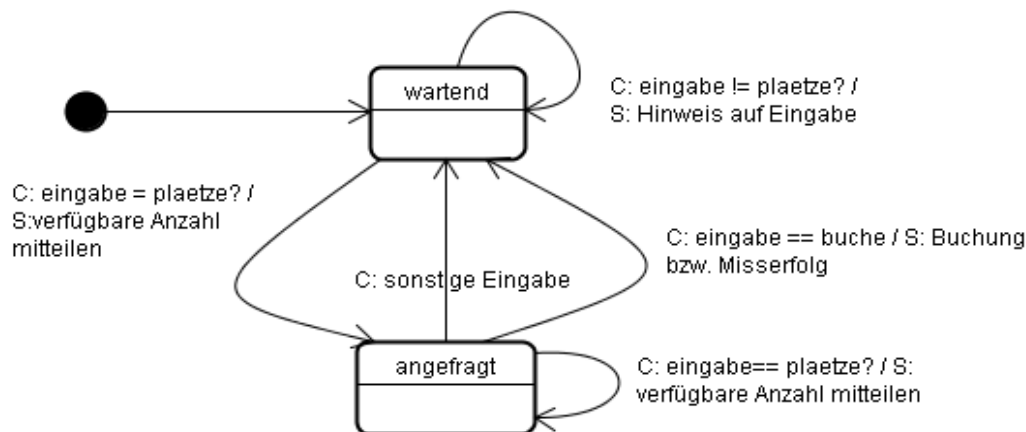 wartend
C: eingabe != plaetze? /
S: Hinweis auf Eingabe
C: eingabe = plaetze? /
S:verfügbare Anzahl
mitteilen
C: eingabe == buche / S: Buchung
bzw. Misserfolg
C: sonstige Eingabe
angefragt
C: eingabe== plaetze? / S:
verfügbare Anzahl mitteilen